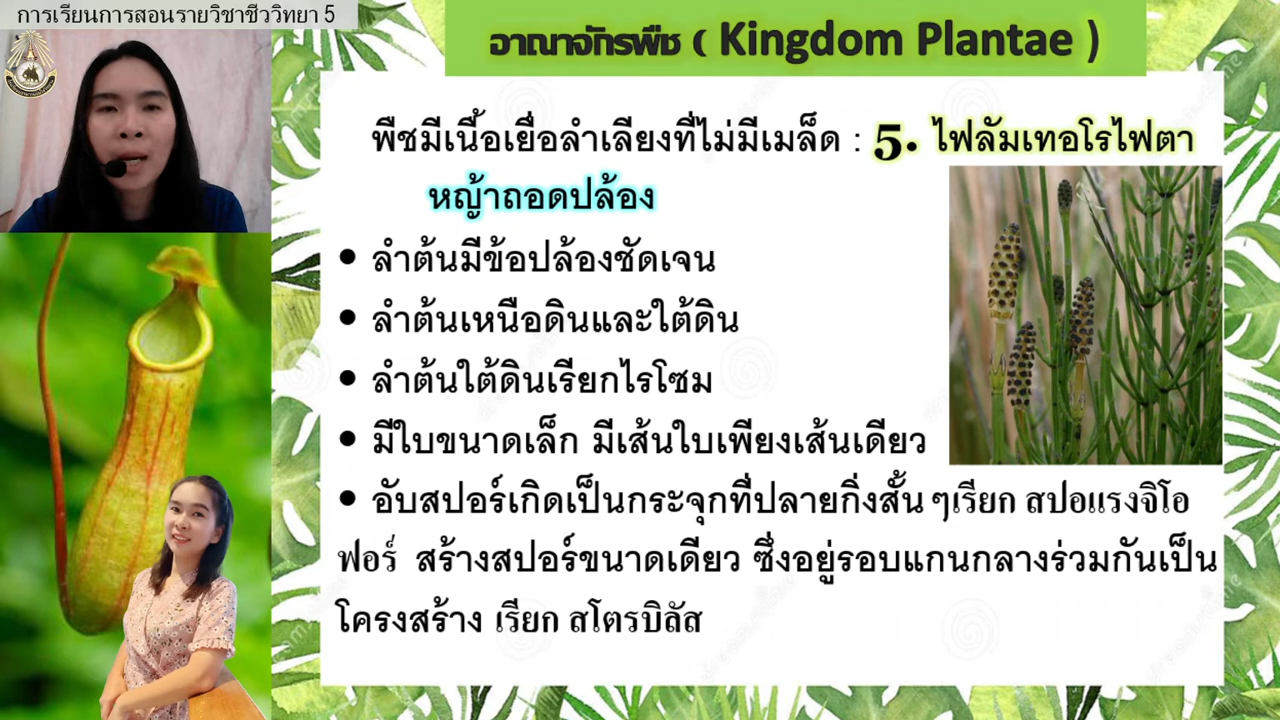 การเรียนการสอนรายวิชาชีววิทยา 5
อาณาจักรพืช ( Kingdom Plantae )
พืชมีเนื้อเยื่อลำเลียงที่ไม่มีเมล็ด : 5. ไฟลัมเทอโรไฟตา
หญ้าถอดปล้อง
• ลำต้นมีข้อปล้องชัดเจน
• ลำต้นเหนือดินและใต้ดิน
• ลำต้นใต้ดินเรียกไรโซม
• มีใบขนาดเล็ก มีเส้นใบเพียงเส้นเดียว
• อับสปอร์เกิดเป็นกระจุกที่ปลายกิ่งสั้นๆเรียก สปอแรงจิโอ
ฟอร์ สร้างสปอร์ขนาดเดียว ซึ่งอยู่รอบแกนกลางร่วมกันเป็น
โครงสร้าง เรียก สโตรบิลัส